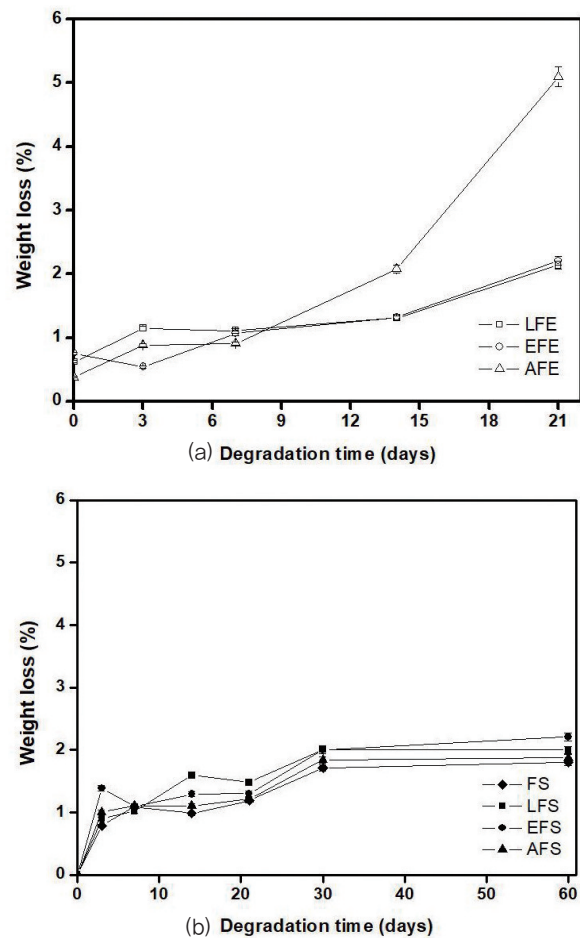 6
5
4
3
2
1
0
Weight loss (%)
LFE
EFE
AFE
0 3 6 9 12 15 18 21
(a) Degradation time (days)
6
5
4
3
2
1
0
Weight loss (%)
FS
LFS
EFS
AFS
0 10 20 30 40 50 60
(b) Degradation time (days)